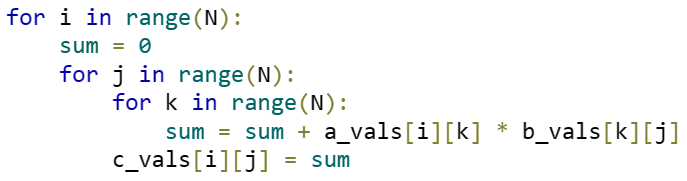 for i in range(N):
    sum = 0
    for j in range(N):
        for k in range(N):
            sum = sum + a_vals[i][k] * b_vals[k][j]
        c_vals[i][j] = sum